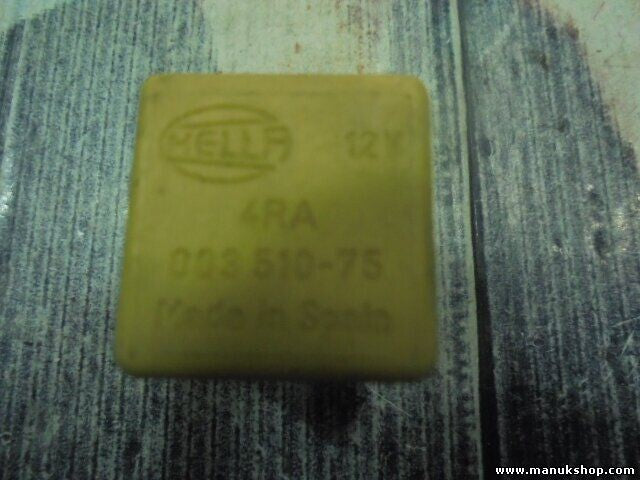 HELLA 12V
4RA
003 510-75
Made in Spain
www.manukshop.com